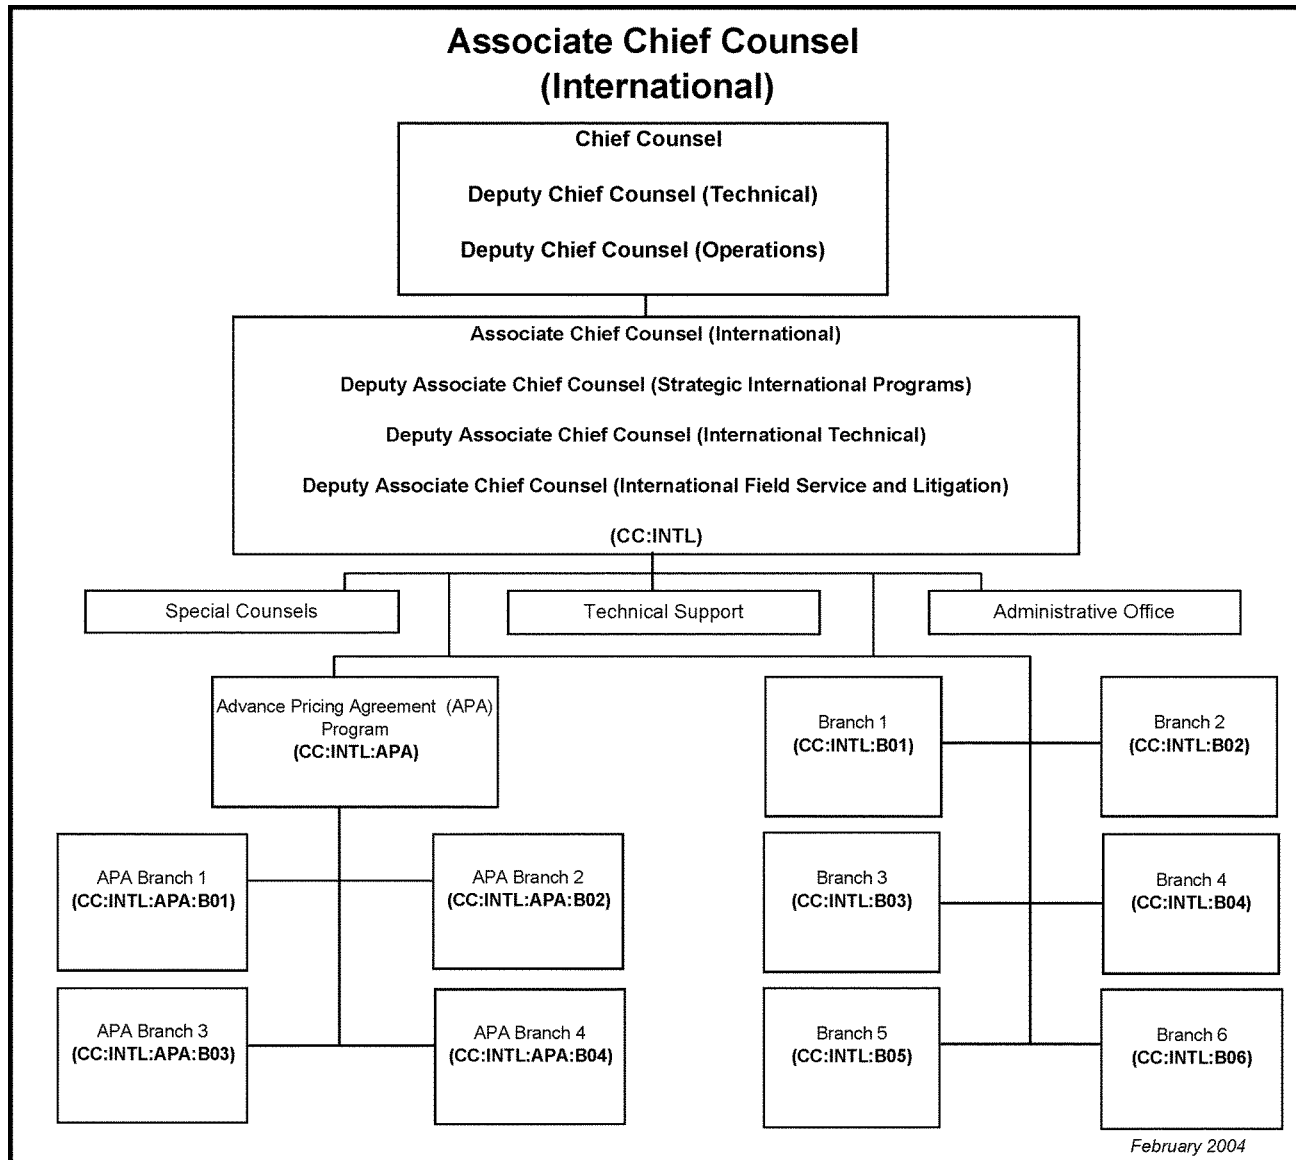 Associate Chief Counsel
(International)
Chief Counsel
Deputy Chief Counsel (Technical)
Deputy Chief Counsel (Operations)
Associate Chief Counsel (International)
Deputy Associate Chief Counsel (Strategic International Programs)
Deputy Associate Chief Counsel (International Technical)
Deputy Associate Chief Counsel (International Field Service and Litigation)
(CC:INTL)
Special Counsels
Technical Support
Administrative Office
Advance Pricing Agreement (APA)
Program
(CC:INTL:APA)
Branch 1
(CC:INTL:B01)
Branch 2
(CC:INTL:B02)
APA Branch 1
(CC:INTL:APA:B01)
APA Branch 2
(CC:INTL:APA:B02)
Branch 3
(CC:INTL:B03)
Branch 4
(CC:INTL:B04)
APA Branch 3
(CC:INTL:APA:B03)
APA Branch 4
(CC:INTL:APA:B04)
Branch 5
(CC:INTL:B05)
Branch 6
(CC:INTL:B06)
February 2004